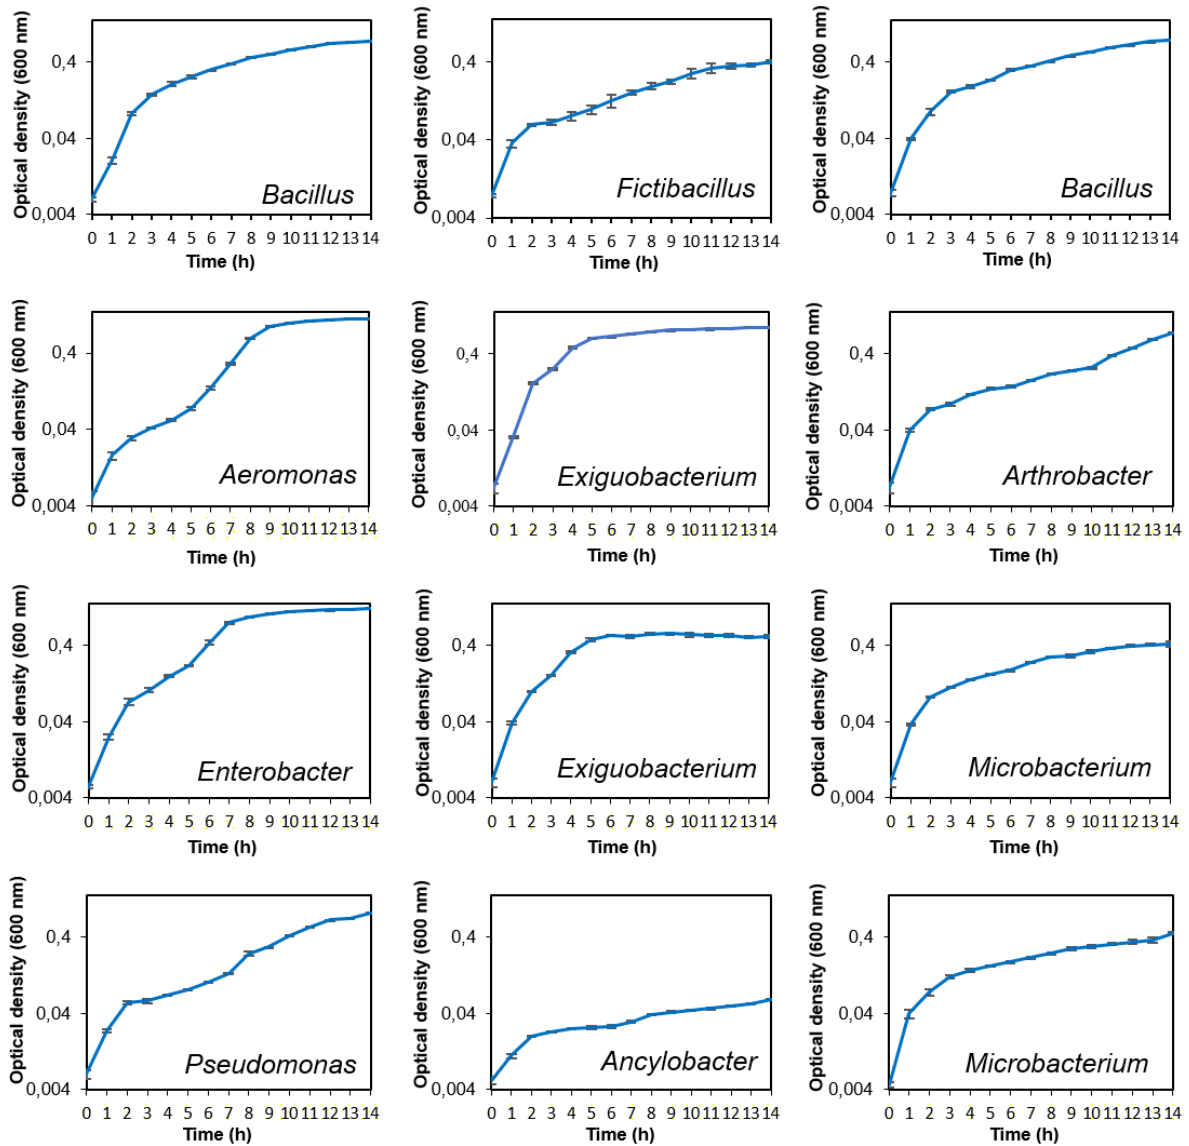 Optical density (600 nm)
0,4
0,04
0,004
Bacillus
0 1 2 3 4 5 6 7 8 9 10 11 12 13 14
Time (h)
Optical density (600 nm)
0,4
0,04
0,004
Fictibacillus
0 1 2 3 4 5 6 7 8 9 10 11 12 13 14
Time (h)
Optical density (600 nm)
0,4
0,04
0,004
Bacillus
0 1 2 3 4 5 6 7 8 9 10 11 12 13 14
Time (h)
Optical density (600 nm)
0,4
0,04
0,004
Aeromonas
0 1 2 3 4 5 6 7 8 9 10 11 12 13 14
Time (h)
Optical density (600 nm)
0,4
0,04
0,004
Exiguobacterium
0 1 2 3 4 5 6 7 8 9 10 11 12 13 14
Time (h)
Optical density (600 nm)
0,4
0,04
0,004
Arthrobacter
0 1 2 3 4 5 6 7 8 9 10 11 12 13 14
Time (h)
Optical density (600 nm)
0,4
0,04
0,004
Enterobacter
0 1 2 3 4 5 6 7 8 9 10 11 12 13 14
Time (h)
Optical density (600 nm)
0,4
0,04
0,004
Exiguobacterium
0 1 2 3 4 5 6 7 8 9 10 11 12 13 14
Time (h)
Optical density (600 nm)
0,4
0,04
0,004
Microbacterium
0 1 2 3 4 5 6 7 8 9 10 11 12 13 14
Time (h)
Optical density (600 nm)
0,4
0,04
0,004
Pseudomonas
0 1 2 3 4 5 6 7 8 9 10 11 12 13 14
Time (h)
Optical density (600 nm)
0,4
0,04
0,004
Ancylobacter
0 1 2 3 4 5 6 7 8 9 10 11 12 13 14
Time (h)
Optical density (600 nm)
0,4
0,04
0,004
Microbacterium
0 1 2 3 4 5 6 7 8 9 10 11 12 13 14
Time (h)